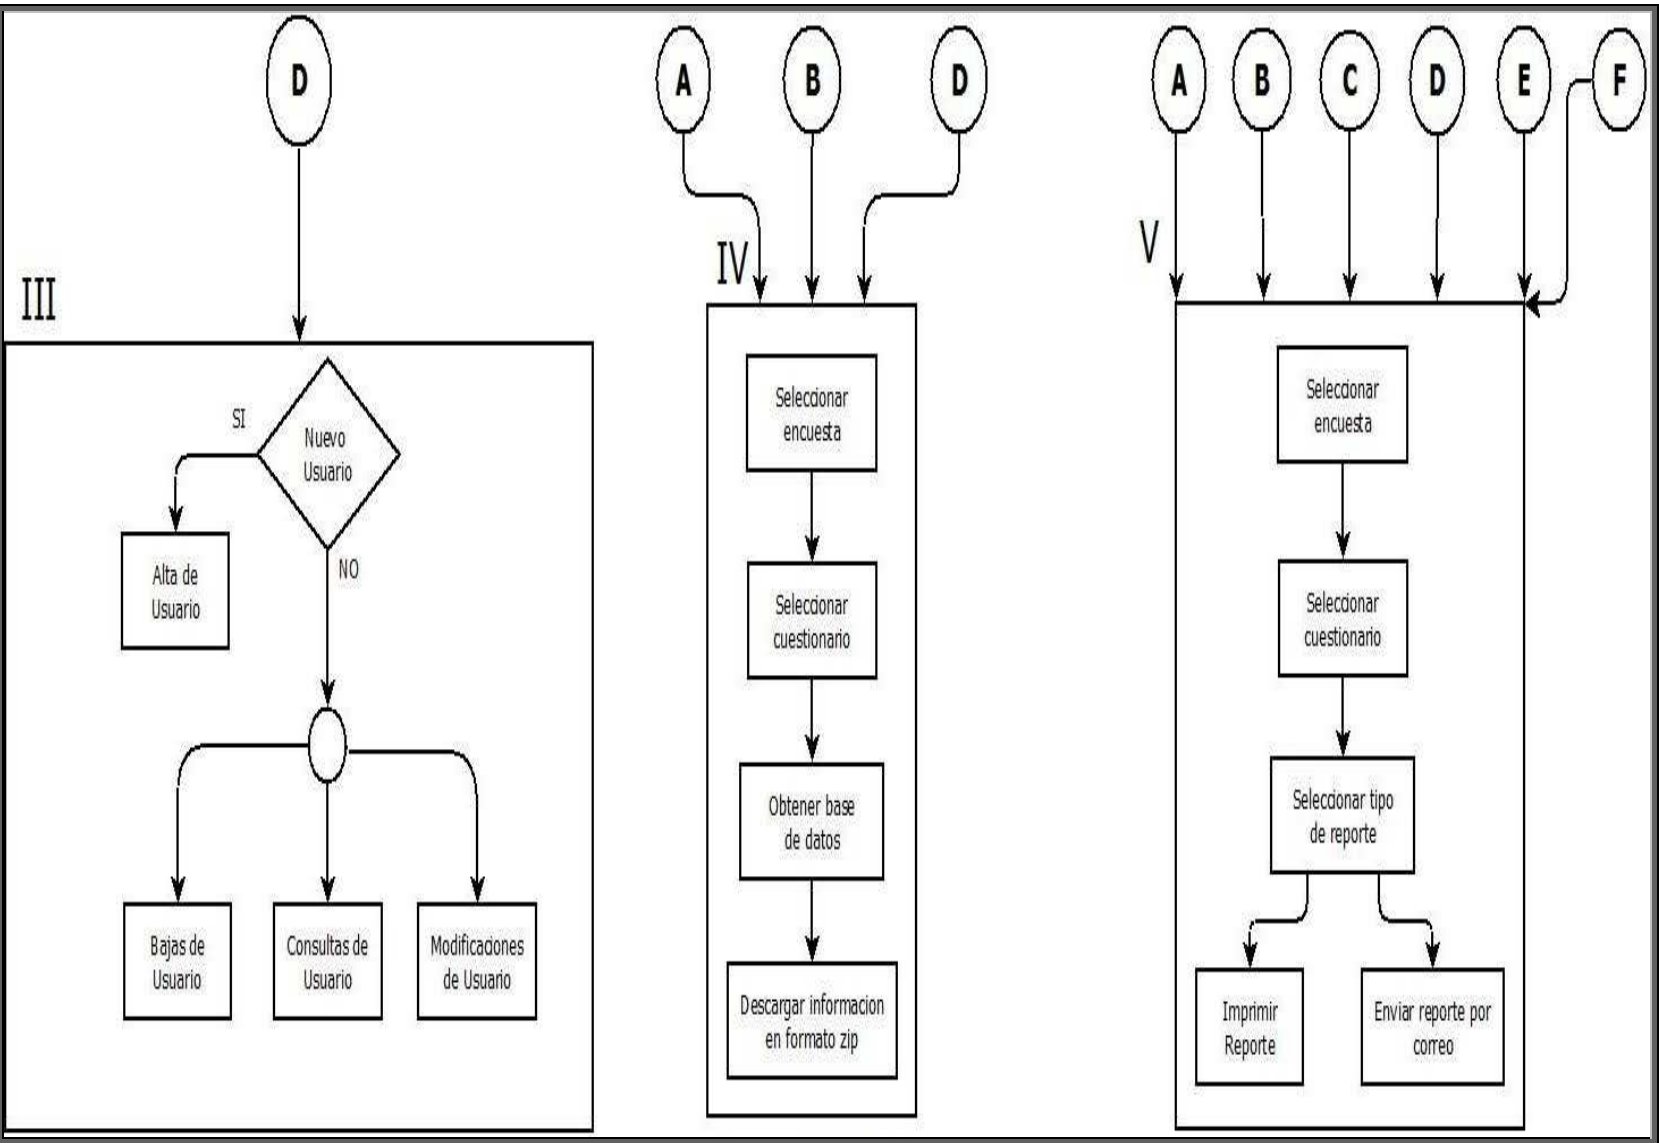 D
III
Nuevo
Usuario
SI
NO
Alta de
Usuario
Bajas de
Usuario
Consultas de
Usuario
Modificaciones
de Usuario
A
B
D
IV
Seleccionar
encuesta
Seleccionar
cuestionario
Obtener base
de datos
Descargar informacion
en formato zip
A
B
C
D
E
F
V
Seleccionar
encuesta
Seleccionar
cuestionario
Seleccionar tipo
de reporte
Imprimir
Reporte
Enviar reporte por
correo